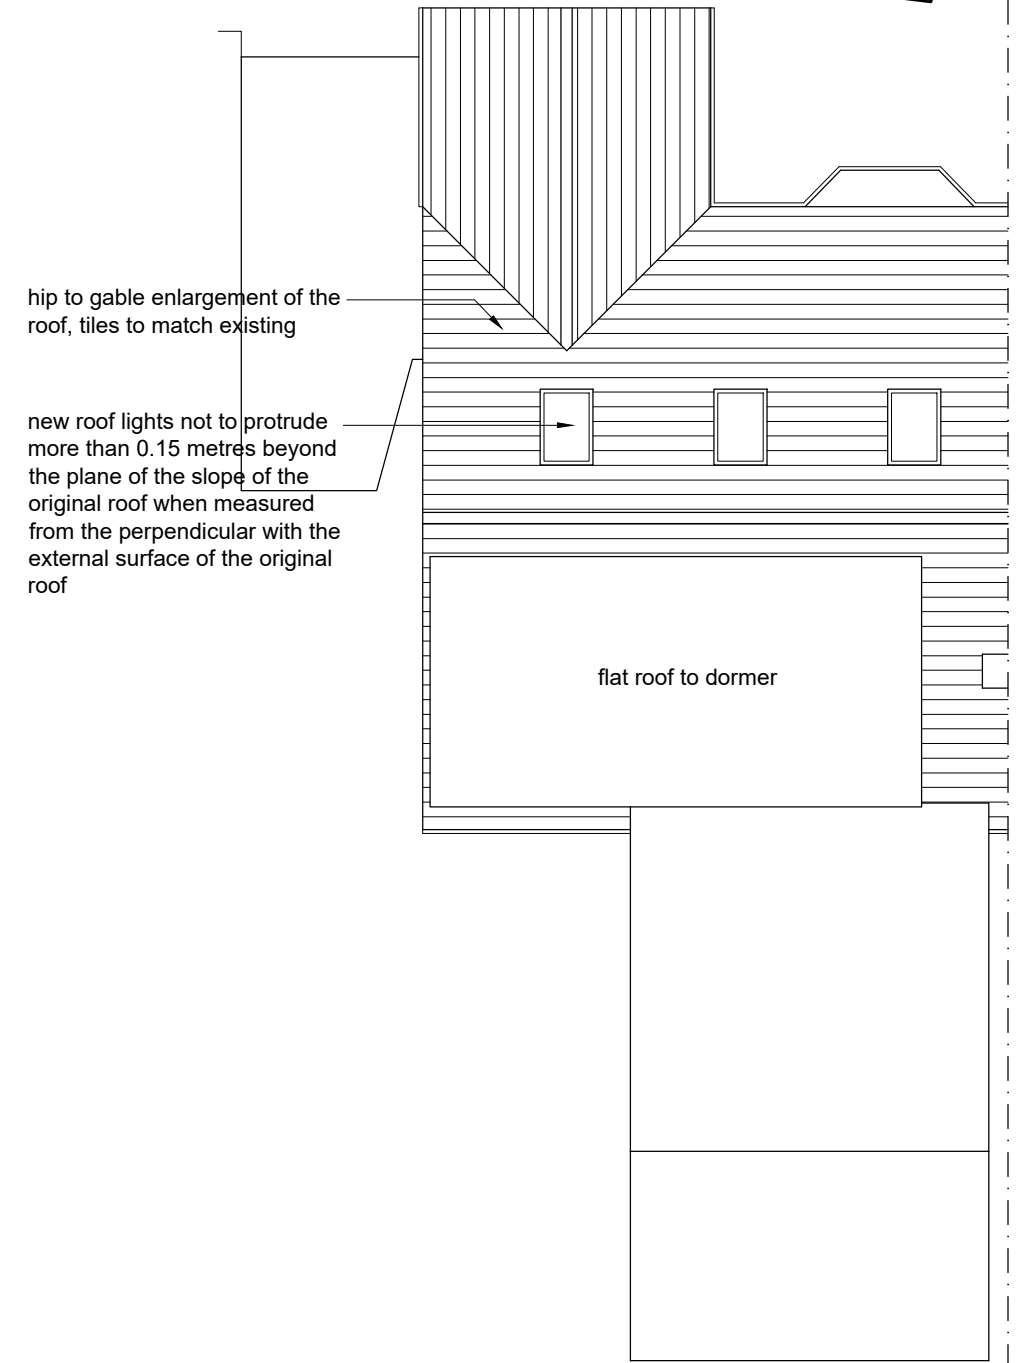 hip to gable enlargement of the
roof, tiles to match existing
new roof lights not to protrude
more than 0.15 metres beyond
the plane of the slope of the
original roof when measured
from the perpendicular with the
external surface of the original
roof
flat roof to dormer